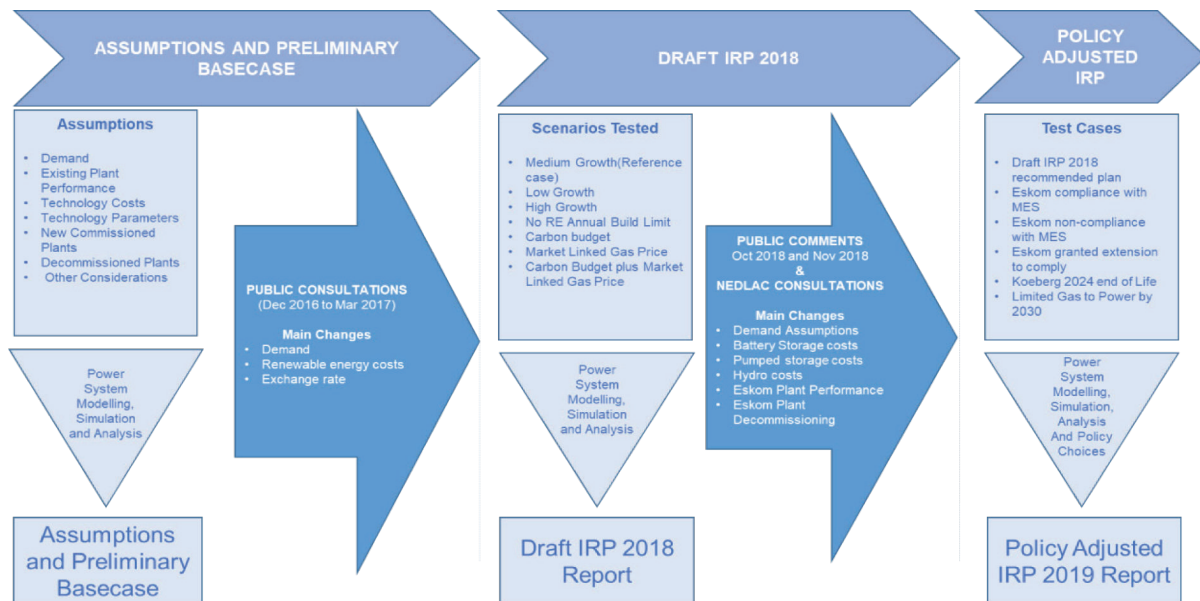 ASSUMPTIONS AND PRELIMINARY
BASECASE
DRAFT IRP 2018
POLICY
ADJUSTED
IRP
Assumptions
• Demand
• Existing Plant
Performance
• Technology Costs
• Technology Parameters
• New Commissioned
Plants
• Decommissioned Plants
• Other Considerations
Power
System
Modelling,
Simulation
and Analysis
Assumptions
and Preliminary
Basecase
PUBLIC CONSULTATIONS
(Dec 2016 to Mar 2017)
Main Changes
• Demand
• Renewable energy costs
• Exchange rate
Scenarios Tested
• Medium Growth(Reference
case)
• Low Growth
• High Growth
• No RE Annual Build Limit
• Carbon budget
• Market Linked Gas Price
• Carbon Budget plus Market
Linked Gas Price
Power
System
Modelling,
Simulation
and Analysis
Draft IRP 2018
Report
PUBLIC COMMENTS
Oct 2018 and Nov 2018
&
NEDLAC CONSULTATIONS
Main Changes
• Demand Assumptions
• Battery Storage costs
• Pumped storage costs
• Hydro costs
• Eskom Plant Performance
• Eskom Plant
Decommissioning
Test Cases
• Draft IRP 2018
recommended plan
• Eskom compliance with
MES
• Eskom non-compliance
with MES
• Eskom granted extension
to comply
• Koeberg 2024 end of Life
• Limited Gas to Power by
2030
Power
System
Modelling,
Simulation,
Analysis
And Policy
Choices
Policy Adjusted
IRP 2019 Report